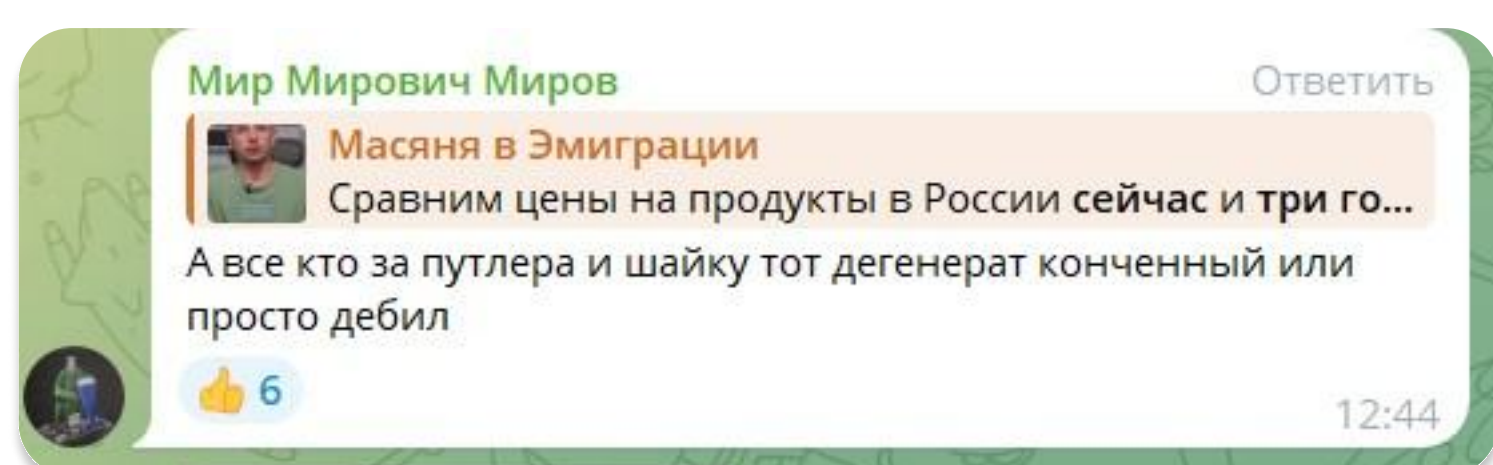 Мир Мирович Миров
Ответить
Масяня в Эмиграции
Сравним цены на продукты в России сейчас и три го...
А все кто за путлера и шайку тот дегенерат конченный или
просто дебил
👍 6
12:44